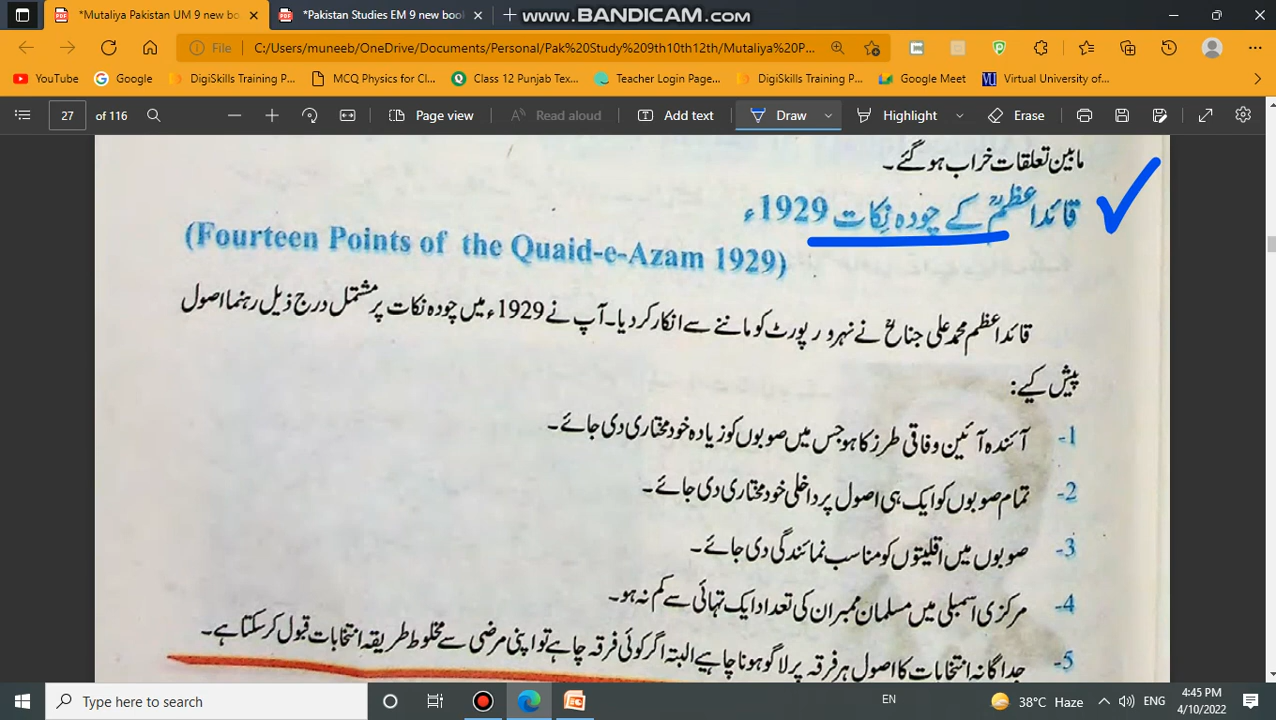 *Mutaliya Pakistan UM 9 new bo
*Pakistan Studies EM 9 new bool
www.BANDICAM.com
File
C:/Users/muneeb/OneDrive/Documents/Personal/Pak%20Study%209th10th12th/Mutaliya%20P...
YouTube
Google
DigiSkills Training P...
MCQ Physics for Cl...
Class 12 Punjab Tex...
Teacher Login Page...
DigiSkills Training P...
Google Meet
VU Virtual University of...
27 of 116
Page view
Read aloud
Add text
Draw
Highlight
Erase
مابین تعلقات خراب ہو گئے۔
قائداعظمؒ کے چودہ نِکات 1929ء
(Fourteen Points of the Quaid-e-Azam 1929)
قائداعظم محمد علی جناحؒ نے نہرو رپورٹ کو ماننے سے انکار کر دیا۔ آپ نے 1929ء میں چودہ نکات پر مشتمل درج ذیل رہنما اصول
پیش کیے:
1- آئندہ آئین وفاقی طرز کا ہو جس میں صوبوں کو زیادہ خود مختاری دی جائے۔
2- تمام صوبوں کو ایک ہی اصول پر داخلی خود مختاری دی جائے۔
3- صوبوں میں اقلیتوں کو مناسب نمائندگی دی جائے۔
4- مرکزی اسمبلی میں مسلمان ممبران کی تعداد ایک تہائی سے کم نہ ہو۔
5- جداگانہ انتخابات کا اصول ہر فرقہ پر لاگو ہونا چاہیے البتہ اگر کوئی فرقہ چاہے تو اپنی مرضی سے مخلوط طریقہ انتخابات قبول کر سکتا ہے۔
Type here to search
EN
38°C Haze
ENG
4:45 PM
4/10/2022